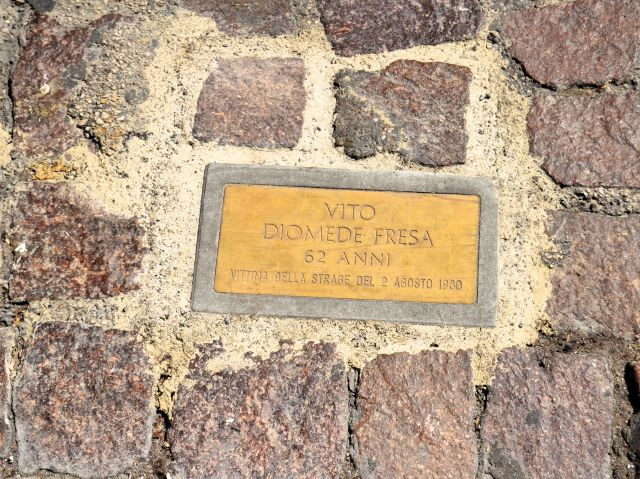 VITO
DIOMEDE FRESA
62 ANNI
VITTIMA DELLA STRAGE DEL 2 AGOSTO 1980